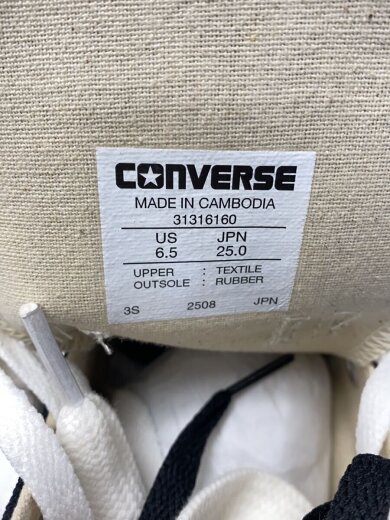 CONVERSE
MADE IN CAMBODIA
31316160
US JPN
6.5 25.0
UPPER : TEXTILE
OUTSOLE : RUBBER
3S 2508 JPN